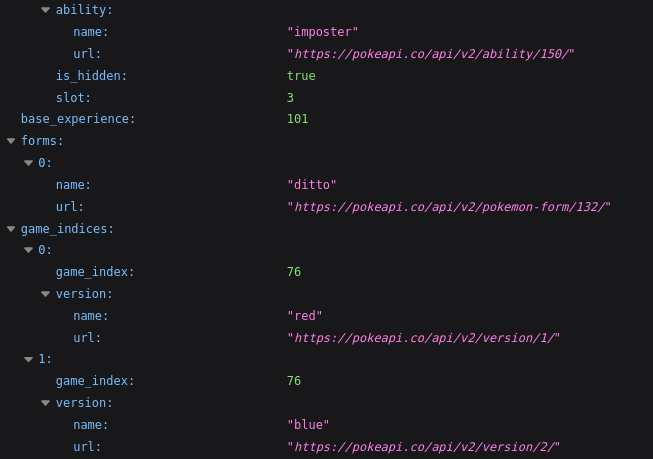 ability:
name: "imposter"
url: "https://pokeapi.co/api/v2/ability/150/"
is_hidden: true
slot: 3
base_experience: 101
forms:
0:
name: "ditto"
url: "https://pokeapi.co/api/v2/pokemon-form/132/"
game_indices:
0:
game_index: 76
version:
name: "red"
url: "https://pokeapi.co/api/v2/version/1/"
1:
game_index: 76
version:
name: "blue"
url: "https://pokeapi.co/api/v2/version/2/"